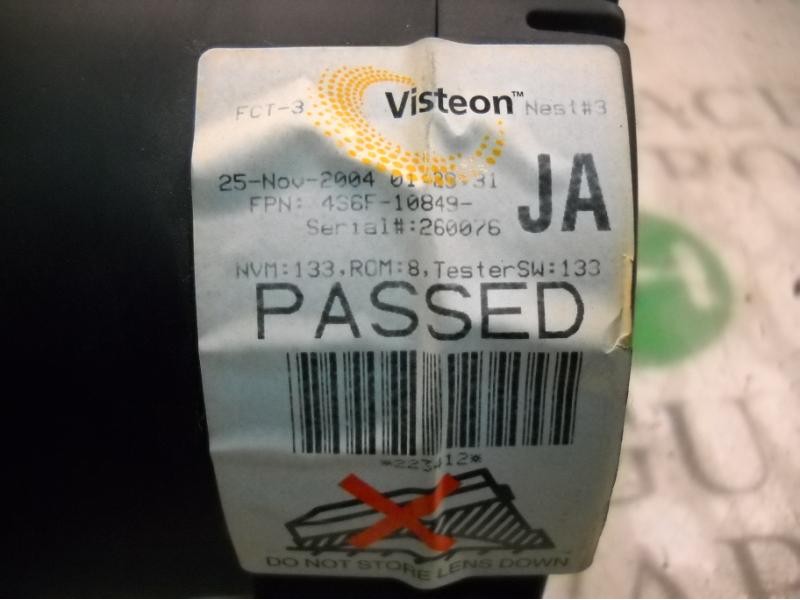 Visteon™
FCT-3 Nest#3
25-Nov-2004
FPN: 4S6F-10849-
JA
Serial#:260076
NVM:133,ROM:8,TesterSW:133
PASSED
DO NOT STORE LENS DOWN